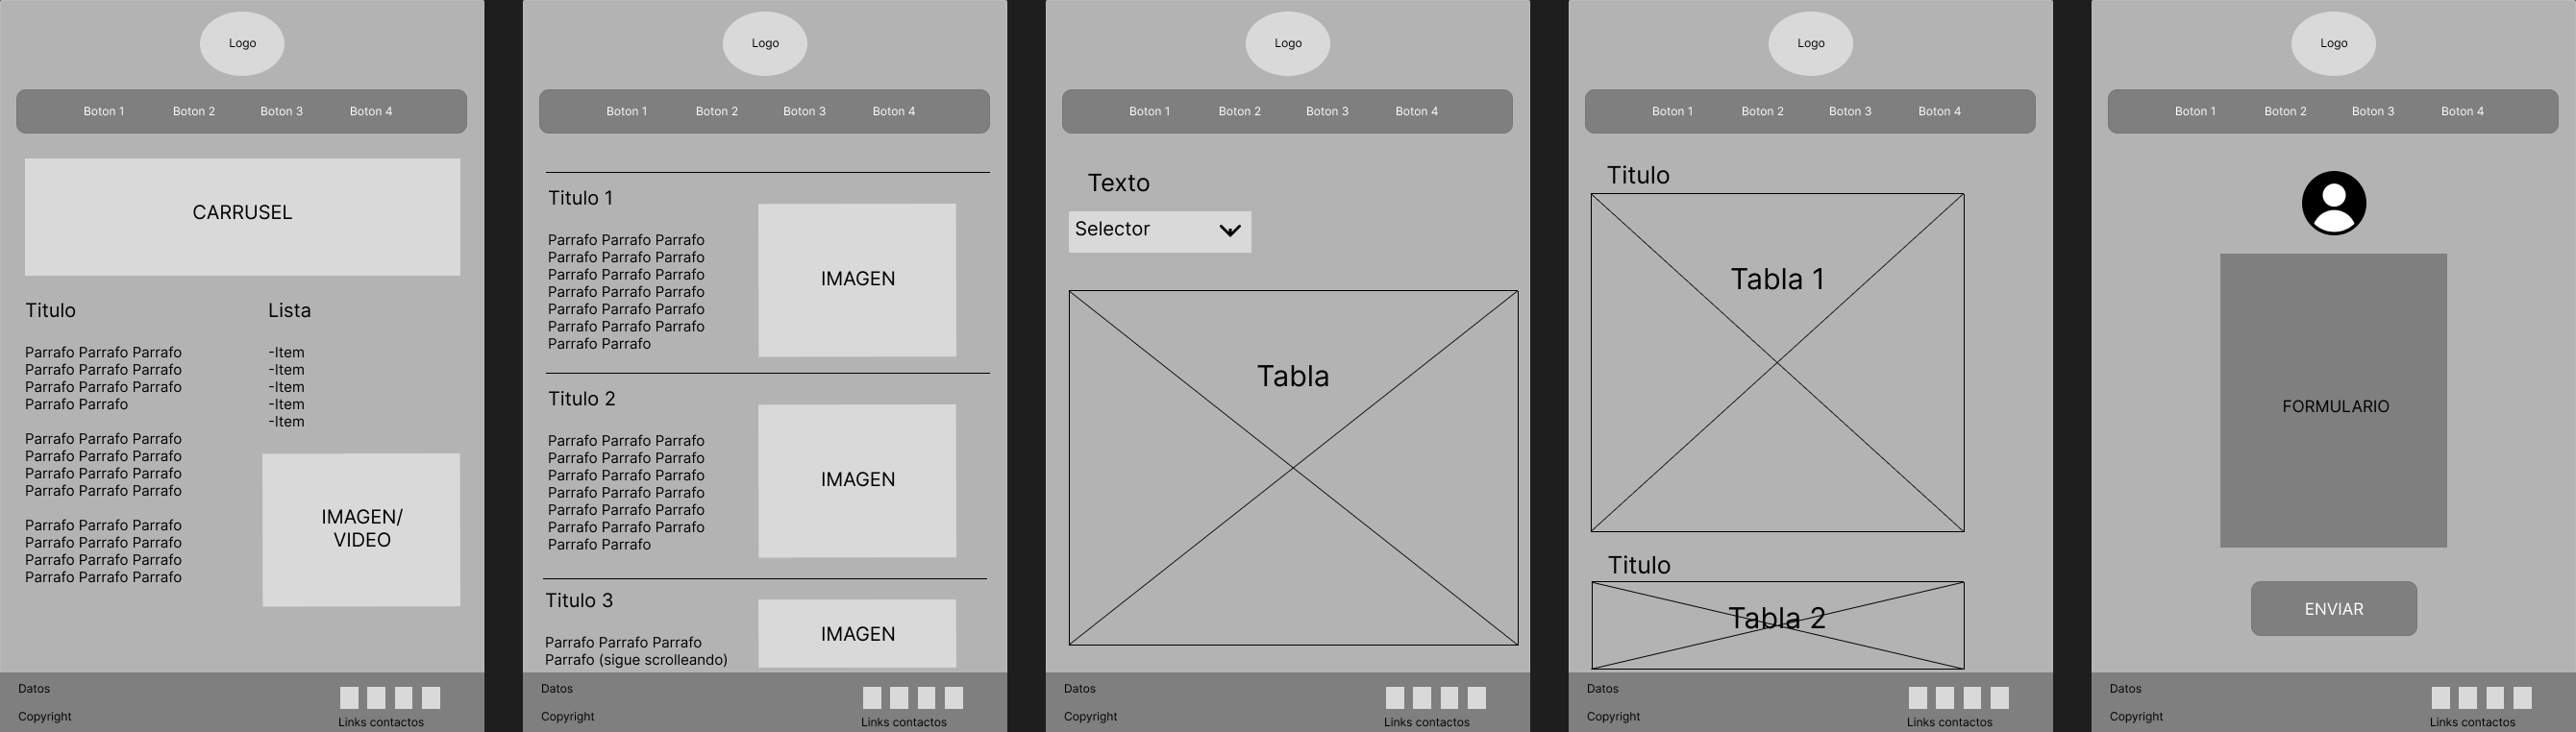 Logo
Boton 1 Boton 2 Boton 3 Boton 4
CARRUSEL
Titulo
Parrafo Parrafo Parrafo
Parrafo Parrafo Parrafo
Parrafo Parrafo Parrafo
Parrafo Parrafo
Parrafo Parrafo Parrafo
Parrafo Parrafo Parrafo
Parrafo Parrafo Parrafo
Parrafo Parrafo Parrafo
Parrafo Parrafo Parrafo
Parrafo Parrafo Parrafo
Parrafo Parrafo Parrafo
Parrafo Parrafo Parrafo
Lista
-Item
-Item
-Item
-Item
-Item
IMAGEN/
VIDEO
Datos
Copyright
Links contactos
Logo
Boton 1 Boton 2 Boton 3 Boton 4
Titulo 1
Parrafo Parrafo Parrafo
Parrafo Parrafo Parrafo
Parrafo Parrafo Parrafo
Parrafo Parrafo Parrafo
Parrafo Parrafo Parrafo
Parrafo Parrafo Parrafo
Parrafo Parrafo
IMAGEN
Titulo 2
Parrafo Parrafo Parrafo
Parrafo Parrafo Parrafo
Parrafo Parrafo Parrafo
Parrafo Parrafo Parrafo
Parrafo Parrafo Parrafo
Parrafo Parrafo Parrafo
Parrafo Parrafo
IMAGEN
Titulo 3
Parrafo Parrafo Parrafo
Parrafo (sigue scrolleando)
IMAGEN
Datos
Copyright
Links contactos
Logo
Boton 1 Boton 2 Boton 3 Boton 4
Texto
Selector
Tabla
Datos
Copyright
Links contactos
Logo
Boton 1 Boton 2 Boton 3 Boton 4
Titulo
Tabla 1
Titulo
Tabla 2
Datos
Copyright
Links contactos
Logo
Boton 1 Boton 2 Boton 3 Boton 4
FORMULARIO
ENVIAR
Datos
Copyright
Links contactos